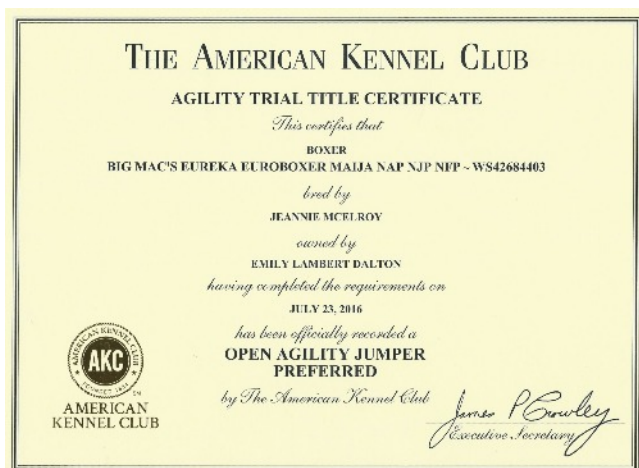 THE AMERICAN KENNEL CLUB
AGILITY TRIAL TITLE CERTIFICATE
This certifies that
BOXER
BIG MAC'S EUREKA EUROBOXER MAIJA NAP NJP NFP ~ WS42684403
bred by
JEANNIE MCELROY
owned by
EMILY LAMBERT DALTON
having completed the requirements on
JULY 23, 2016
has been officially recorded a
OPEN AGILITY JUMPER
PREFERRED
by The American Kennel Club
AMERICAN KENNEL CLUB
AKC
FOUNDED 1884
TM
AMERICAN
KENNEL CLUB
James P Crowley
Executive Secretary